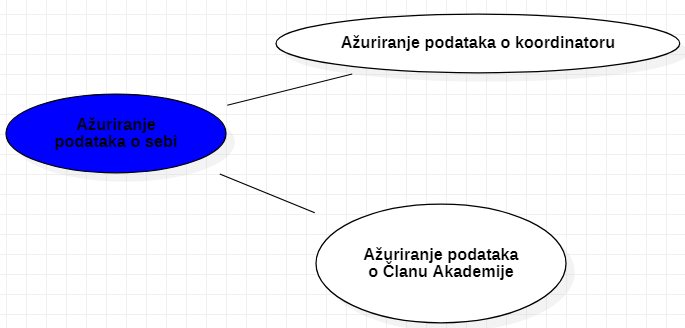 Ažuriranje podataka o koordinatoru
Ažuriranje
podataka o sebi
Ažuriranje podataka
o Članu Akademije